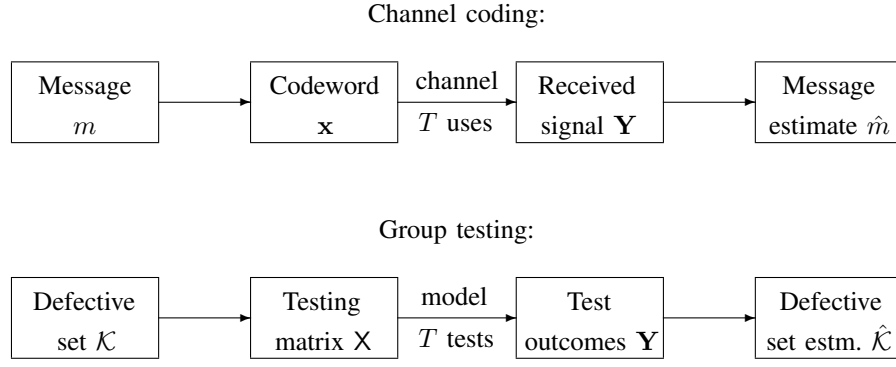 Channel coding:
Message
m
Codeword
x
channel
T uses
Received
signal Y
Message
estimate m̂
Group testing:
Defective
set 𝒦
Testing
matrix X
model
T tests
Test
outcomes Y
Defective
set estm. 𝒦̂